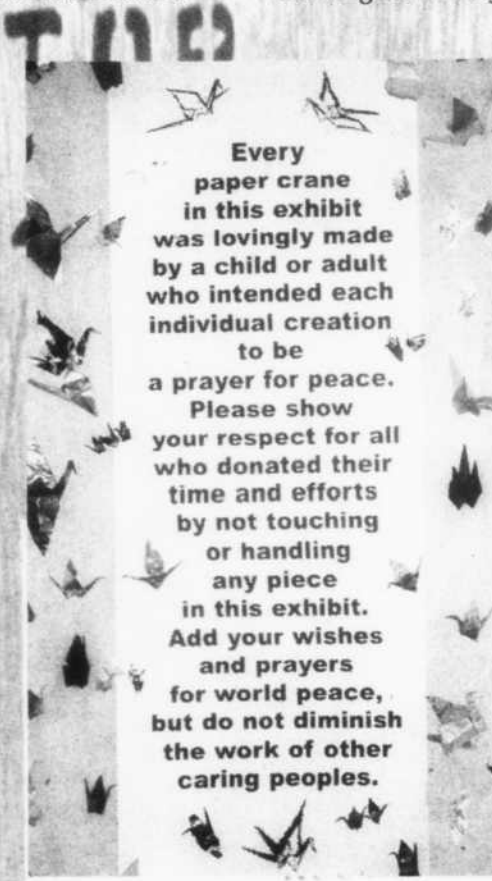 Every
paper crane
in this exhibit
was lovingly made
by a child or adult
who intended each
individual creation
to be
a prayer for peace.
Please show
your respect for all
who donated their
time and efforts
by not touching
or handling
any piece
in this exhibit.
Add your wishes
and prayers
for world peace,
but do not diminish
the work of other
caring peoples.